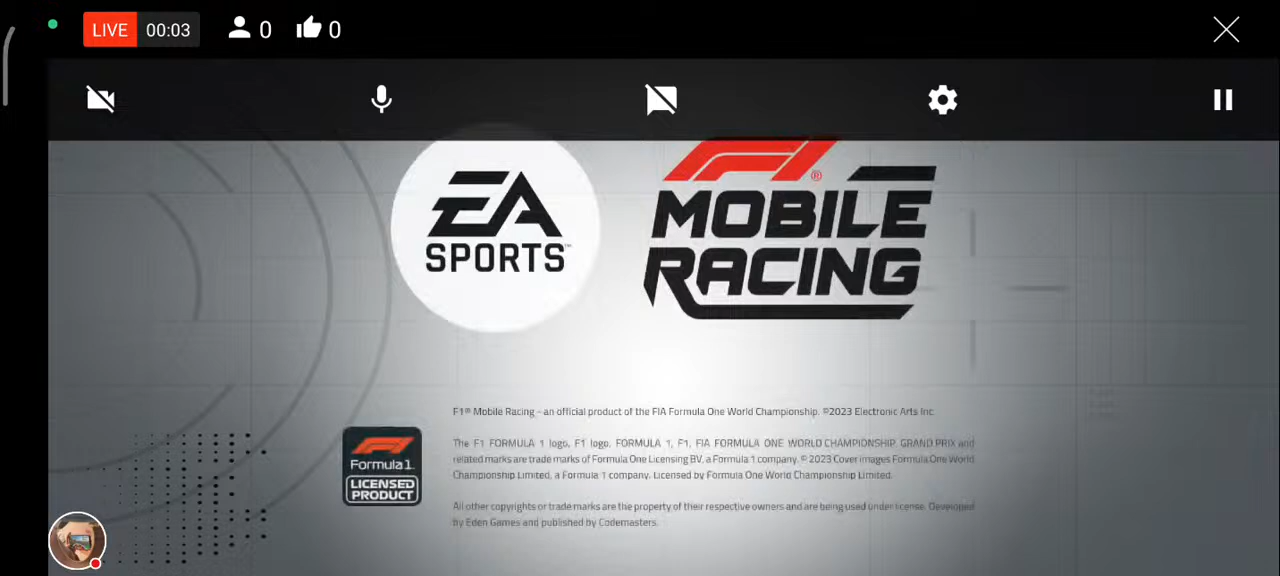 LIVE 00:03 0 0
EA
SPORTS™
F1®
MOBILE
RACING
F1® Mobile Racing - an official product of the FIA Formula One World Championship. ©2023 Electronic Arts Inc.
The F1 FORMULA 1 logo, F1 logo, FORMULA 1, F1, FIA FORMULA ONE WORLD CHAMPIONSHIP, GRAND PRIX and
related marks are trade marks of Formula One Licensing BV, a Formula 1 company. © 2023 Cover images Formula One World
Championship Limited, a Formula 1 company. Licensed by Formula One World Championship Limited.
Formula 1
LICENSED
PRODUCT
All other copyrights or trade marks are the property of their respective owners and are being used under license. Developed
by Eden Games and published by Codemasters.